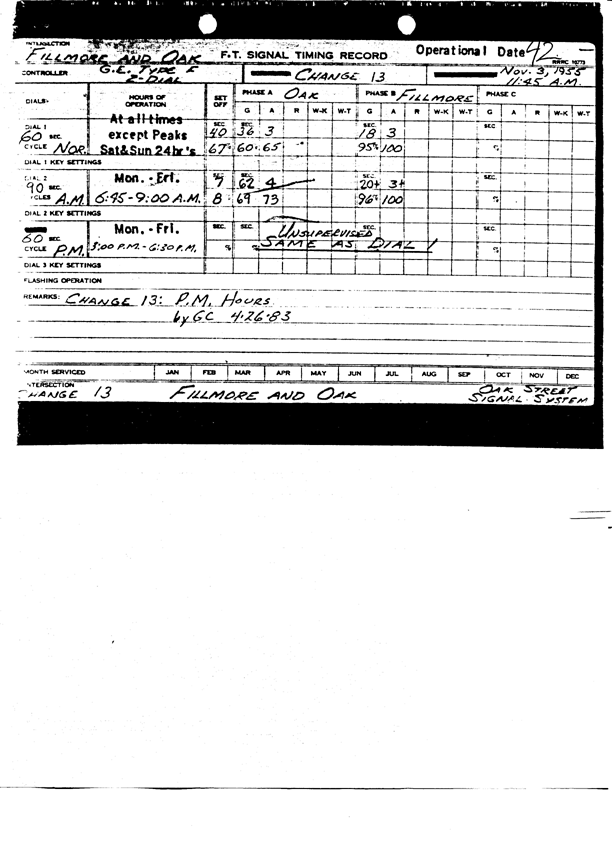 INTERSECTION
FILLMORE AND OAK F.T. SIGNAL TIMING RECORD Operational Date 42
RRRC 10773
CONTROLLER G.E. TYPE F CHANGE 13 NOV. 3, 1955
2-DIAL 11:45 A.M.
DIALS- HOURS OF OPERATION SET OFF PHASE A OAK PHASE B FILLMORE PHASE C
G A R W-K W-T G A R W-K W-T G A R W-K W-T
DIAL 1 At all times SEC. SEC. SEC. SEC
60 SEC. except Peaks 40 36 3 18 3
CYCLE NOR. Sat&Sun 24hr's 67% 60 65 95% 100 %
DIAL 1 KEY SETTINGS
DIAL 2 Mon. - Fri. SEC. SEC. SEC. SEC.
90 SEC. 7 62 4 20+ 3+
CYCLES A.M. 6:45-9:00 A.M. 8 69 73 96% 100 %
DIAL 2 KEY SETTINGS
Mon. - Fri. SEC. SEC. UNSUPERVISED SEC. SEC.
60 SEC.
CYCLE P.M. 3:00 P.M. - 6:30 P.M. % % SAME AS DIAL 1 %
DIAL 3 KEY SETTINGS
FLASHING OPERATION
REMARKS: CHANGE 13: P.M. HOURS
by GC 4-26-83
MONTH SERVICED JAN FEB MAR APR MAY JUN JUL AUG SEP OCT NOV DEC
INTERSECTION
CHANGE 13 FILLMORE AND OAK OAK STREET
SIGNAL SYSTEM